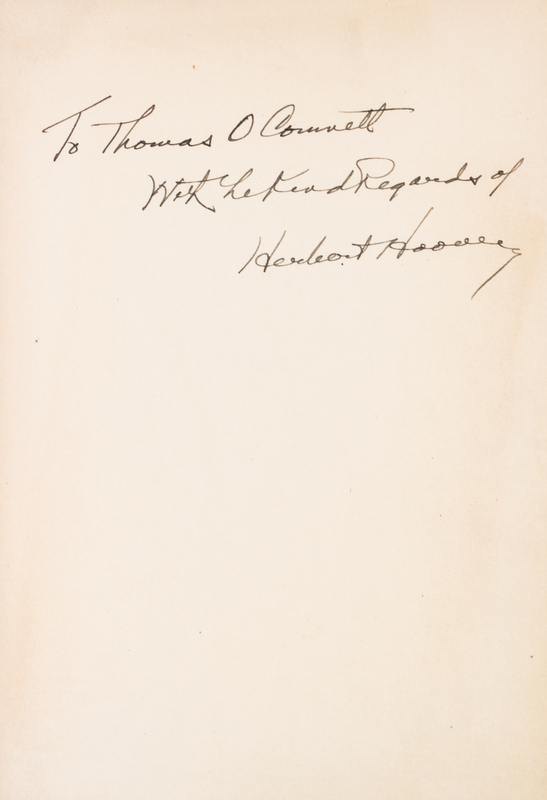 To Thomas O Connell
With the Kind Regards of
Herbert Hoover